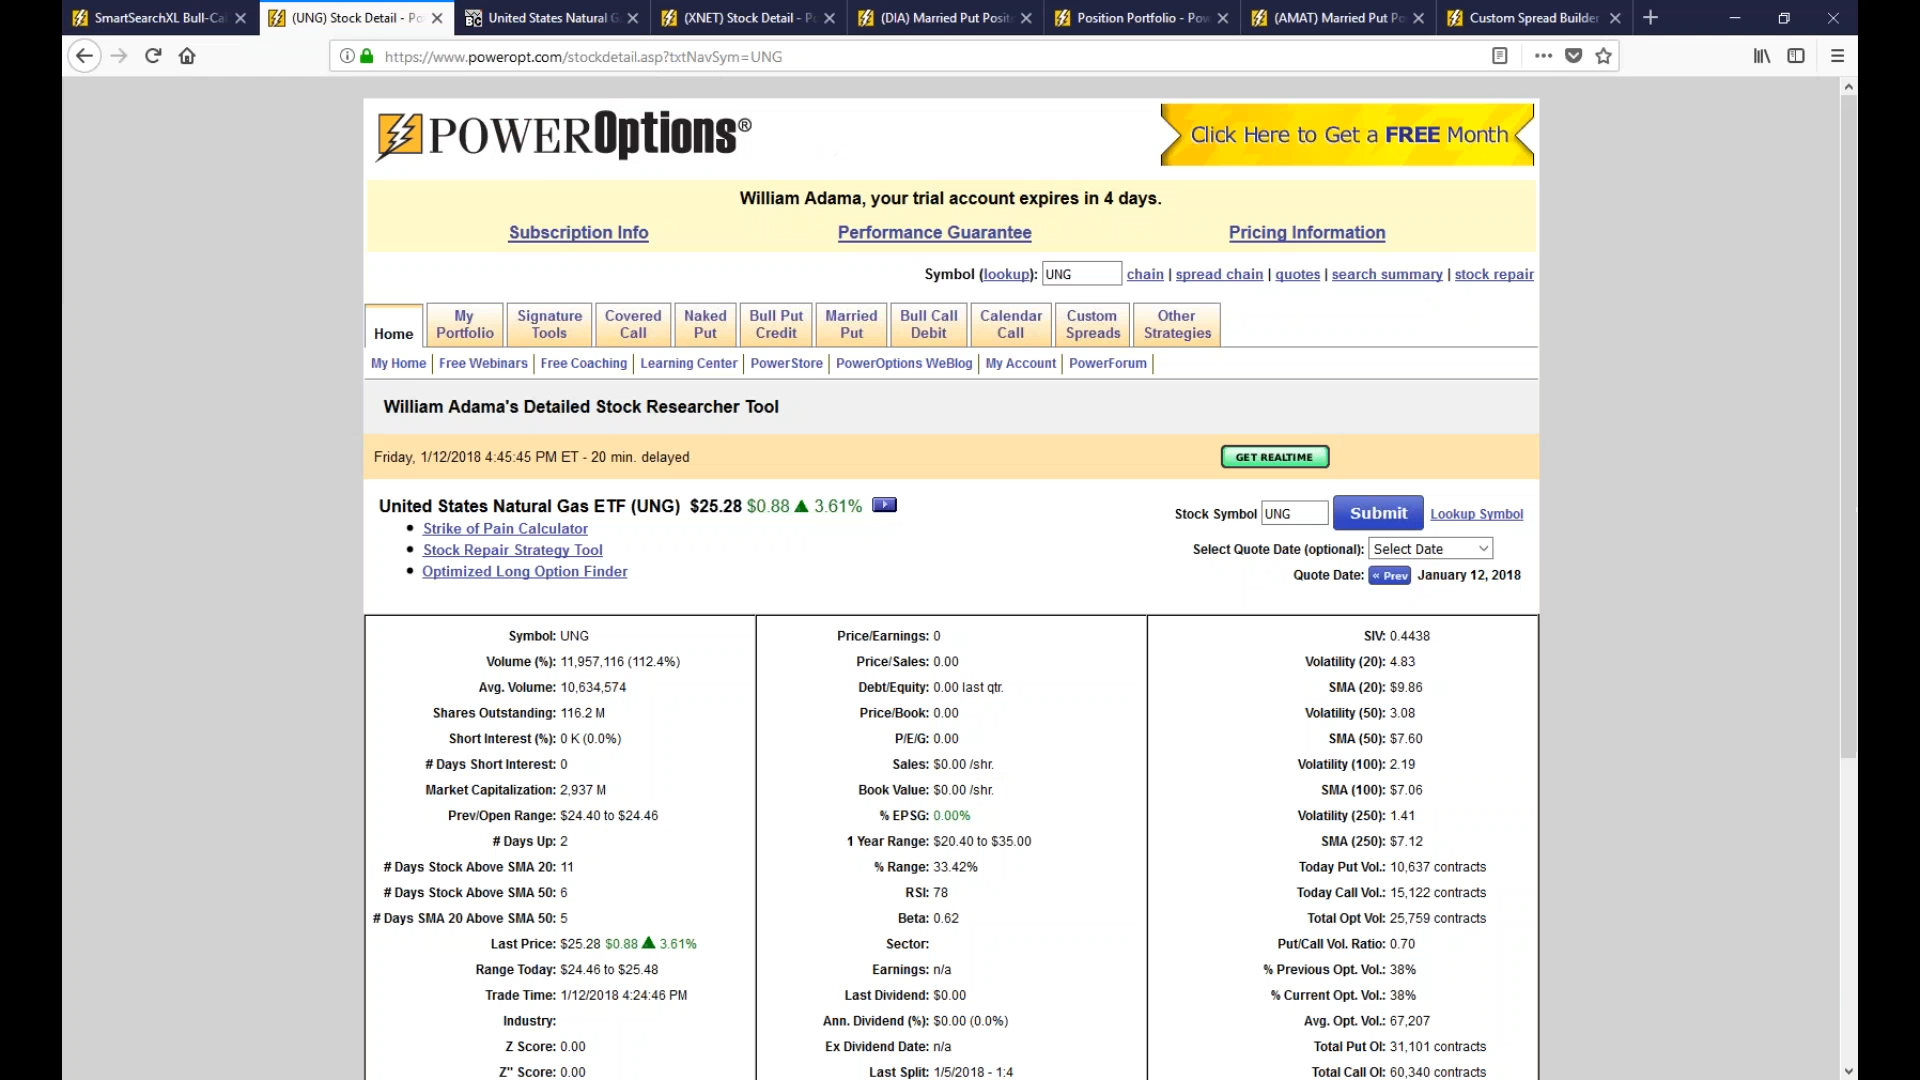 SmartSearchXL Bull-Ca
(UNG) Stock Detail - Po
United States Natural G
(XNET) Stock Detail - P
(DIA) Married Put Posit
Position Portfolio - Pow
(AMAT) Married Put Po
Custom Spread Builder
https://www.poweropt.com/stockdetail.asp?txtNavSym=UNG
POWEROptions®
Click Here to Get a FREE Month
William Adama, your trial account expires in 4 days.
Subscription Info Performance Guarantee Pricing Information
Symbol (lookup): UNG chain | spread chain | quotes | search summary | stock repair
Home
My Portfolio
Signature Tools
Covered Call
Naked Put
Bull Put Credit
Married Put
Bull Call Debit
Calendar Call
Custom Spreads
Other Strategies
My Home | Free Webinars | Free Coaching | Learning Center | PowerStore | PowerOptions WeBlog | My Account | PowerForum |
William Adama's Detailed Stock Researcher Tool
Friday, 1/12/2018 4:45:45 PM ET - 20 min. delayed
GET REALTIME
United States Natural Gas ETF (UNG) $25.28 $0.88 ▲ 3.61%
• Strike of Pain Calculator
• Stock Repair Strategy Tool
• Optimized Long Option Finder
Stock Symbol UNG Submit Lookup Symbol
Select Quote Date (optional): Select Date
Quote Date: « Prev January 12, 2018
Symbol: UNG
Volume (%): 11,957,116 (112.4%)
Avg. Volume: 10,634,574
Shares Outstanding: 116.2 M
Short Interest (%): 0 K (0.0%)
# Days Short Interest: 0
Market Capitalization: 2,937 M
Prev/Open Range: $24.40 to $24.46
# Days Up: 2
# Days Stock Above SMA 20: 11
# Days Stock Above SMA 50: 6
# Days SMA 20 Above SMA 50: 5
Last Price: $25.28 $0.88 ▲ 3.61%
Range Today: $24.46 to $25.48
Trade Time: 1/12/2018 4:24:46 PM
Industry:
Z Score: 0.00
Z" Score: 0.00
Price/Earnings: 0
Price/Sales: 0.00
Debt/Equity: 0.00 last qtr.
Price/Book: 0.00
P/E/G: 0.00
Sales: $0.00 /shr.
Book Value: $0.00 /shr.
% EPSG: 0.00%
1 Year Range: $20.40 to $35.00
% Range: 33.42%
RSI: 78
Beta: 0.62
Sector:
Earnings: n/a
Last Dividend: $0.00
Ann. Dividend (%): $0.00 (0.0%)
Ex Dividend Date: n/a
Last Split: 1/5/2018 - 1:4
SIV: 0.4438
Volatility (20): 4.83
SMA (20): $9.86
Volatility (50): 3.08
SMA (50): $7.60
Volatility (100): 2.19
SMA (100): $7.06
Volatility (250): 1.41
SMA (250): $7.12
Today Put Vol.: 10,637 contracts
Today Call Vol.: 15,122 contracts
Total Opt Vol: 25,759 contracts
Put/Call Vol. Ratio: 0.70
% Previous Opt. Vol.: 38%
% Current Opt. Vol.: 38%
Avg. Opt. Vol.: 67,207
Total Put OI: 31,101 contracts
Total Call OI: 60,340 contracts